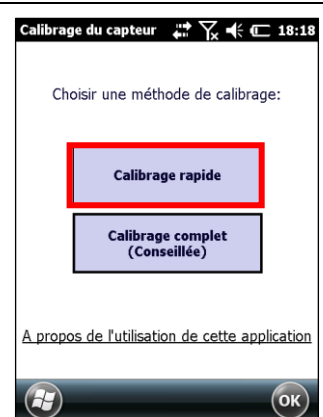 Calibrage du capteur 18:18
Choisir une méthode de calibrage:
Calibrage rapide
Calibrage complet
(Conseillée)
A propos de l'utilisation de cette application
OK